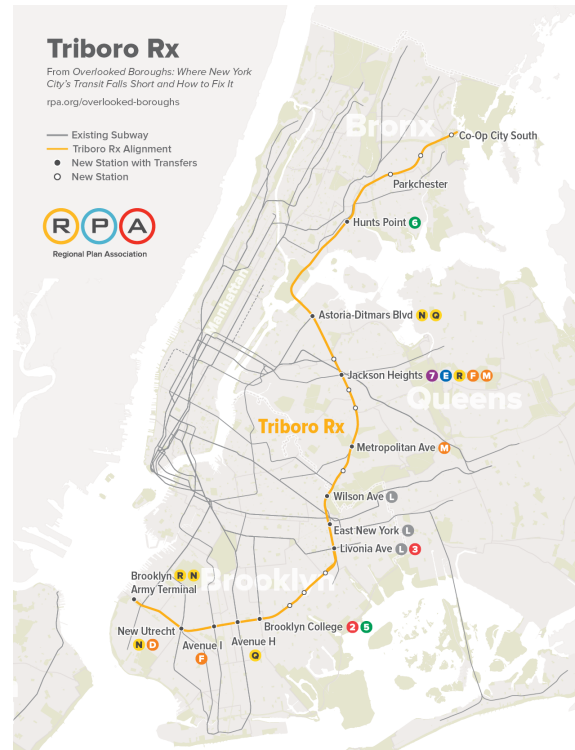 Triboro Rx
From Overlooked Boroughs: Where New York
City's Transit Falls Short and How to Fix It
rpa.org/overlooked-boroughs
Existing Subway
Triboro Rx Alignment
New Station with Transfers
New Station
R P A
Regional Plan Association
Bronx
Co-Op City South
Parkchester
Hunts Point 6
Manhattan
Astoria-Ditmars Blvd N Q
Jackson Heights 7 E R F M
Queens
Triboro Rx
Metropolitan Ave M
Wilson Ave L
East New York L
Livonia Ave L 3
Brooklyn
Brooklyn R N
Army Terminal
New Utrecht
N D
Avenue I
F
Avenue H
Q
Brooklyn College 2 5